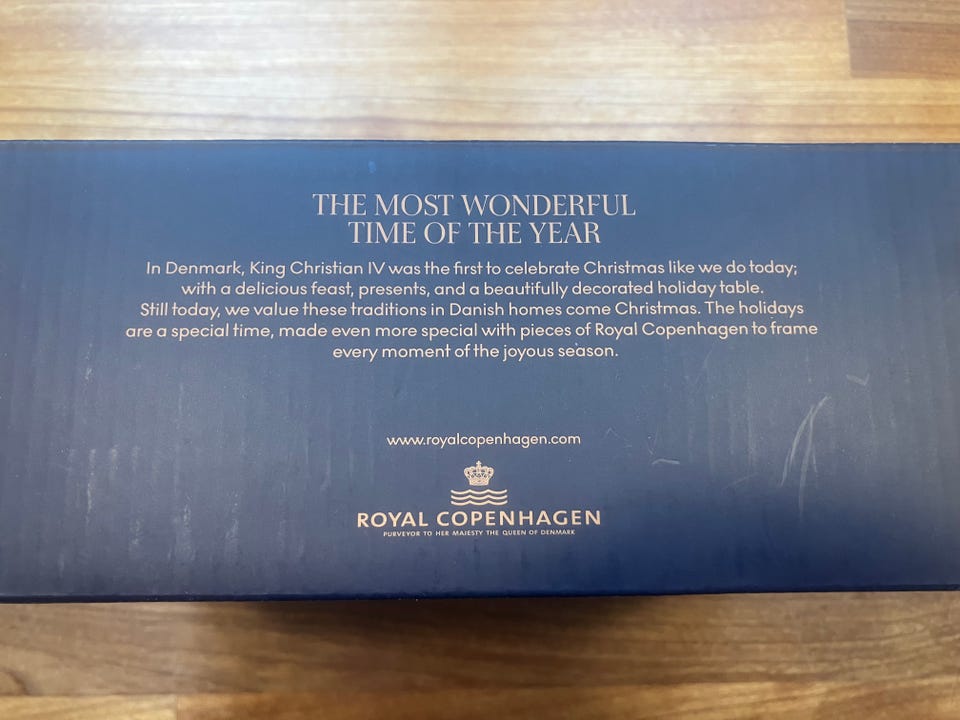 THE MOST WONDERFUL
TIME OF THE YEAR
In Denmark, King Christian IV was the first to celebrate Christmas like we do today;
with a delicious feast, presents, and a beautifully decorated holiday table.
Still today, we value these traditions in Danish homes come Christmas. The holidays
are a special time, made even more special with pieces of Royal Copenhagen to frame
every moment of the joyous season.
www.royalcopenhagen.com
ROYAL COPENHAGEN
PURVEYOR TO HER MAJESTY THE QUEEN OF DENMARK